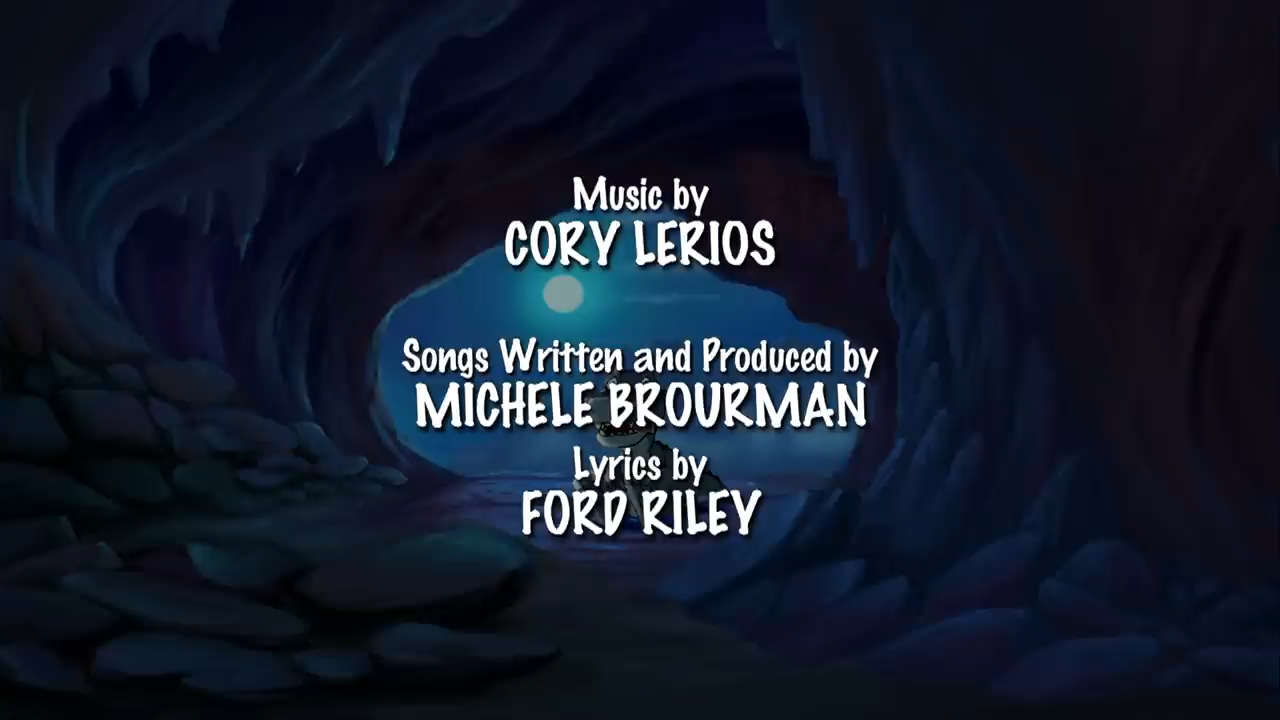 Music by
CORY LERIOS
Songs Written and Produced by
MICHELE BROURMAN
Lyrics by
FORD RILEY